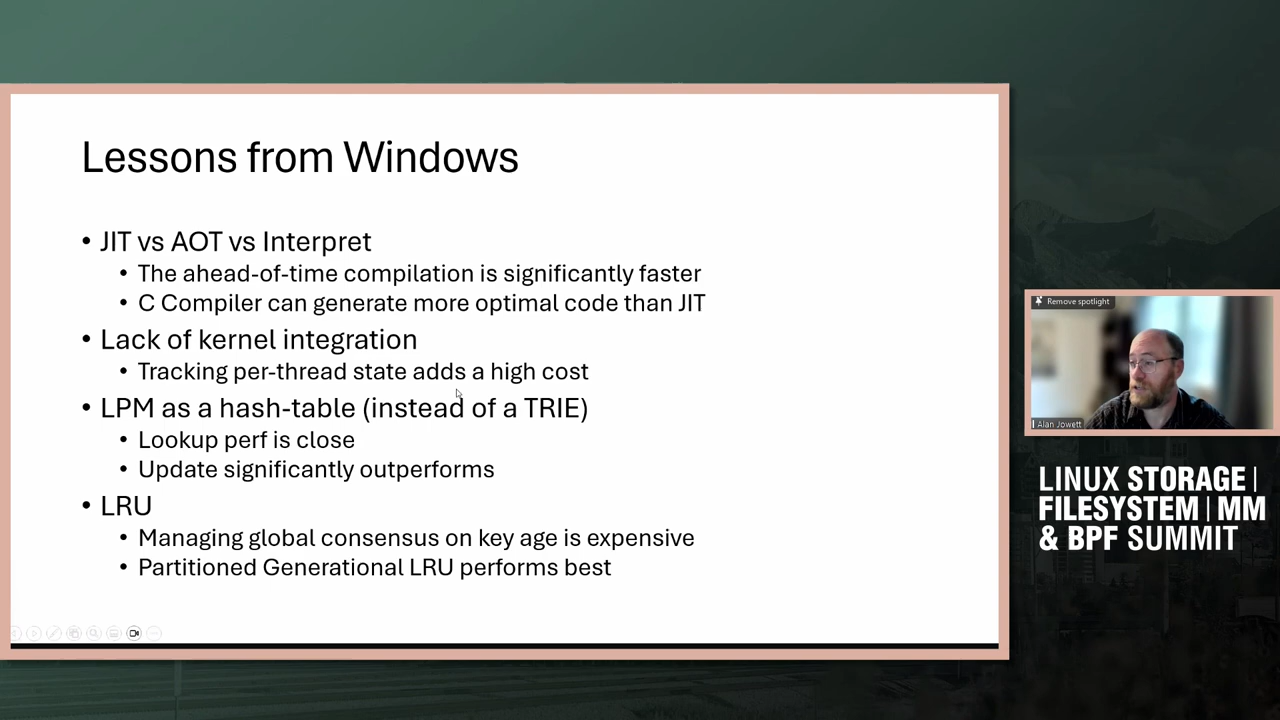 Lessons from Windows
• JIT vs AOT vs Interpret
• The ahead-of-time compilation is significantly faster
• C Compiler can generate more optimal code than JIT
• Lack of kernel integration
• Tracking per-thread state adds a high cost
• LPM as a hash-table (instead of a TRIE)
• Lookup perf is close
• Update significantly outperforms
• LRU
• Managing global consensus on key age is expensive
• Partitioned Generational LRU performs best
Remove spotlight
Alan Jowett
LINUX STORAGE |
FILESYSTEM | MM
& BPF SUMMIT